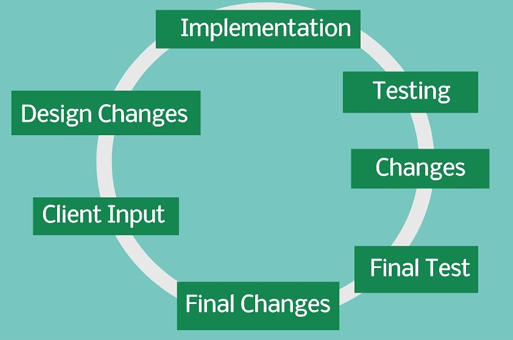 Implementation
Testing
Changes
Final Test
Final Changes
Client Input
Design Changes